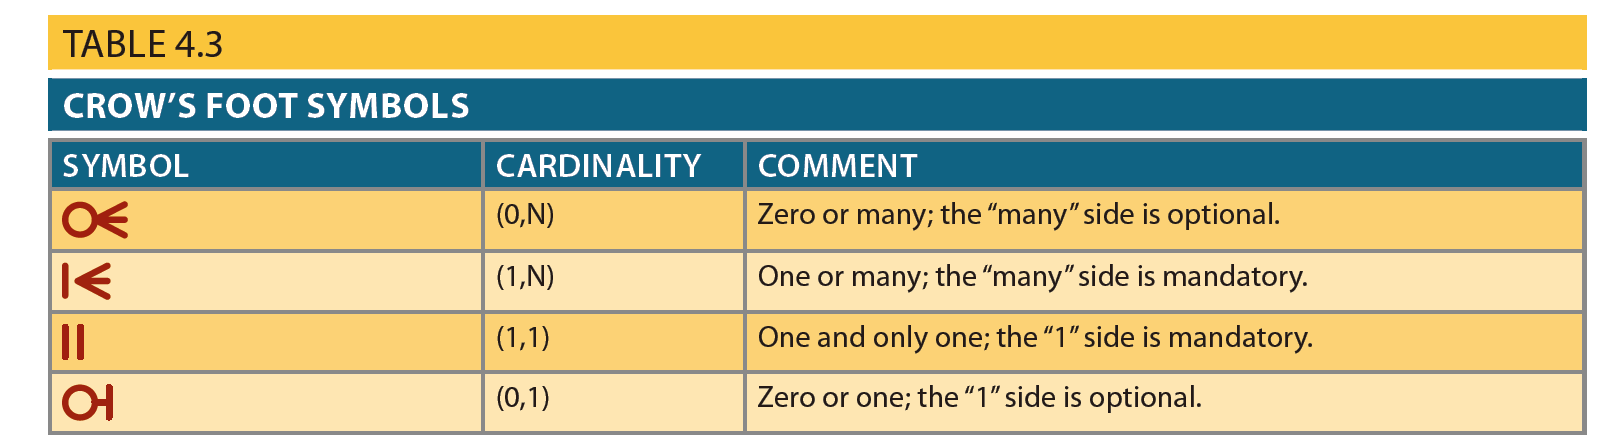 TABLE 4.3
CROW’S FOOT SYMBOLS
SYMBOL CARDINALITY COMMENT
(0,N) Zero or many; the “many” side is optional.
(1,N) One or many; the “many” side is mandatory.
(1,1) One and only one; the “1” side is mandatory.
(0,1) Zero or one; the “1” side is optional.